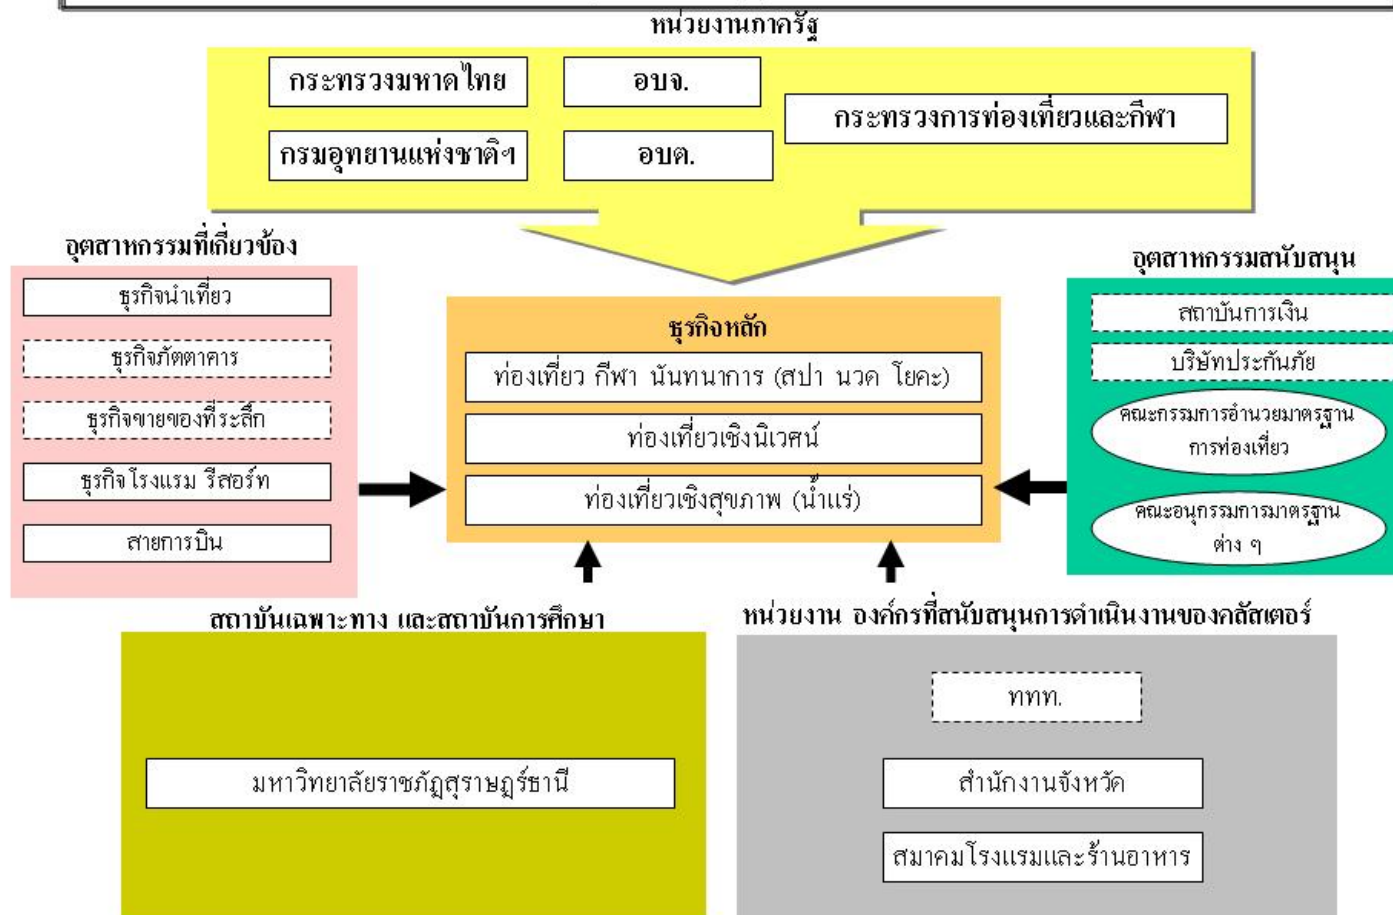 หน่วยงานภาครัฐ
กระทรวงมหาดไทย
อบจ.
กระทรวงการท่องเที่ยวและกีฬา
กรมอุทยานแห่งชาติฯ
อบต.
อุตสาหกรรมที่เกี่ยวข้อง
ธุรกิจนำเที่ยว
ธุรกิจภัตตาคาร
ธุรกิจขายของที่ระลึก
ธุรกิจโรงแรม รีสอร์ท
สายการบิน
ธุรกิจหลัก
ท่องเที่ยว กีฬา นันทนาการ (สปา นวด โยคะ)
ท่องเที่ยวเชิงนิเวศน์
ท่องเที่ยวเชิงสุขภาพ (น้ำแร่)
อุตสาหกรรมสนับสนุน
สถาบันการเงิน
บริษัทประกันภัย
คณะกรรมการอำนวยมาตรฐาน
การท่องเที่ยว
คณะอนุกรรมการมาตรฐาน
ต่าง ๆ
สถาบันเฉพาะทาง และสถาบันการศึกษา
มหาวิทยาลัยราชภัฏสุราษฎร์ธานี
หน่วยงาน องค์กรที่สนับสนุนการดำเนินงานของคลัสเตอร์
ททท.
สำนักงานจังหวัด
สมาคมโรงแรมและร้านอาหาร